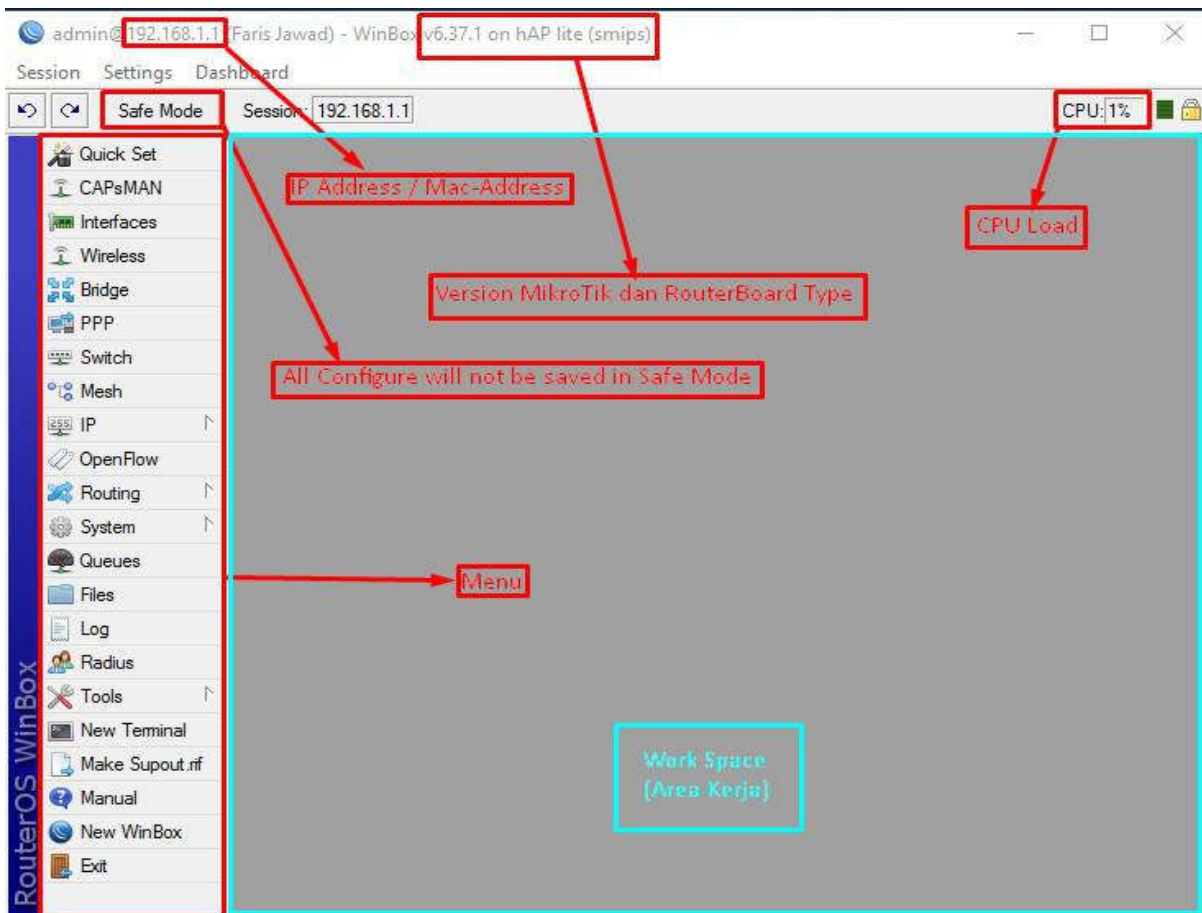 admin@192.168.1.1 (Faris Jawad) - WinBox v6.37.1 on hAP lite (smips)
Session Settings Dashboard
Safe Mode Session: 192.168.1.1 CPU: 1%
Quick Set
CAPsMAN
IP Address / Mac-Address
Interfaces
CPU Load
Wireless
Bridge
Version MikroTik dan RouterBoard Type
PPP
Switch
All Configure will not be saved in Safe Mode
Mesh
255 IP
OpenFlow
Routing
System
Queues
Menu
Files
Log
Radius
Tools
New Terminal
Make Supout.rif
Work Space
(Area Kerja)
Manual
New WinBox
Exit
RouterOS WinBox